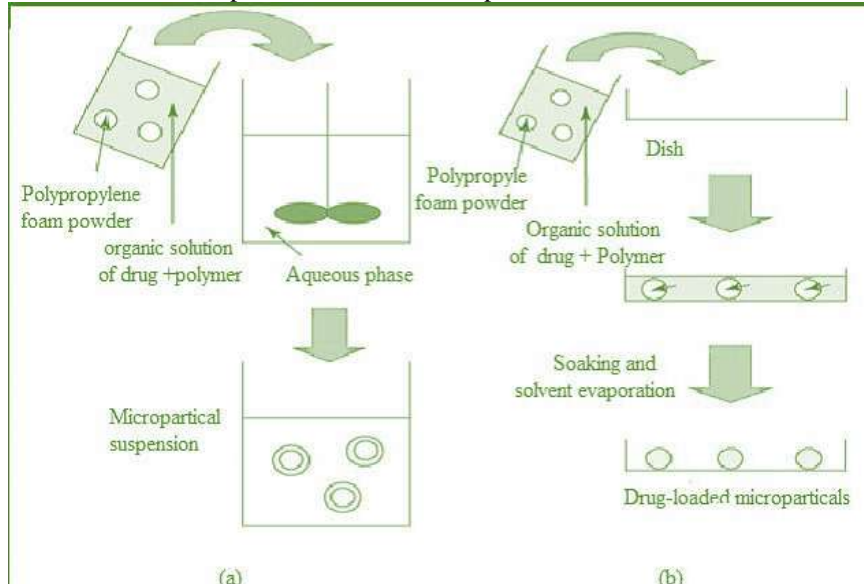 Polypropylene
foam powder
organic solution
of drug +polymer
Aqueous phase
Micropartical
suspension
(a)
Polypropyle
foam powder
Dish
Organic solution
of drug + Polymer
Soaking and
solvent evaporation
Drug-loaded microparticals
(b)